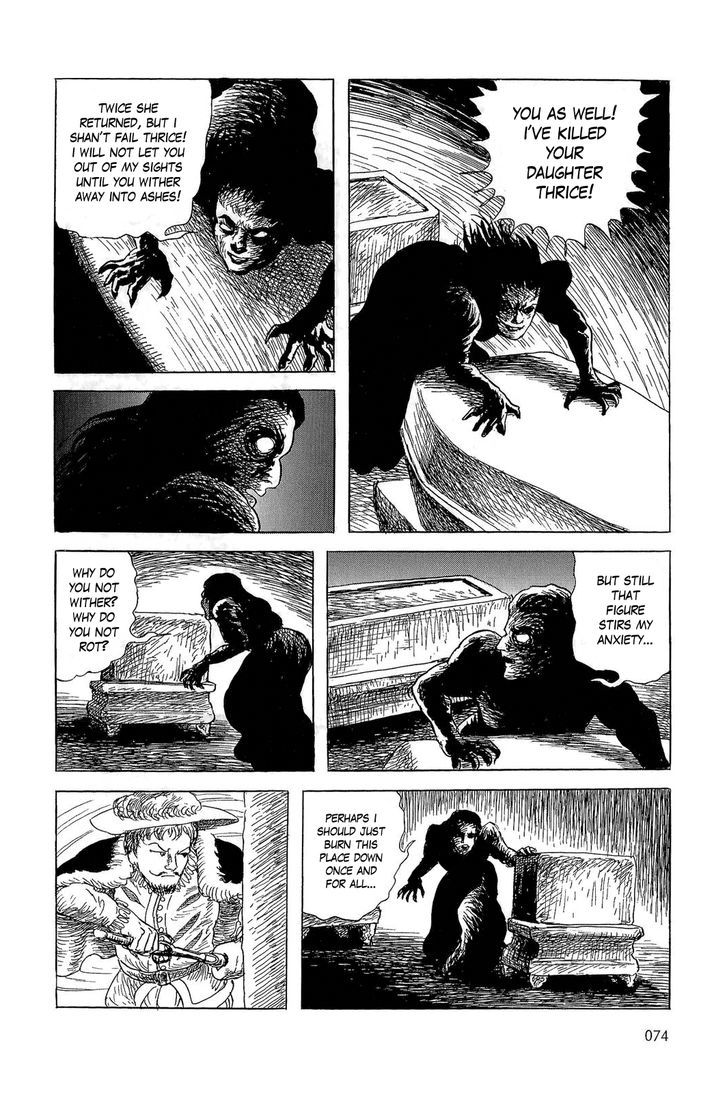 YOU AS WELL!
I'VE KILLED
YOUR
DAUGHTER
THRICE!
TWICE SHE
RETURNED, BUT I
SHAN'T FAIL THRICE!
I WILL NOT LET YOU
OUT OF MY SIGHTS
UNTIL YOU WITHER
AWAY INTO ASHES!
BUT STILL
THAT
FIGURE
STIRS MY
ANXIETY...
WHY DO
YOU NOT
WITHER?
WHY DO
YOU NOT
ROT?
PERHAPS I
SHOULD JUST
BURN THIS
PLACE DOWN
ONCE AND
FOR ALL...
074